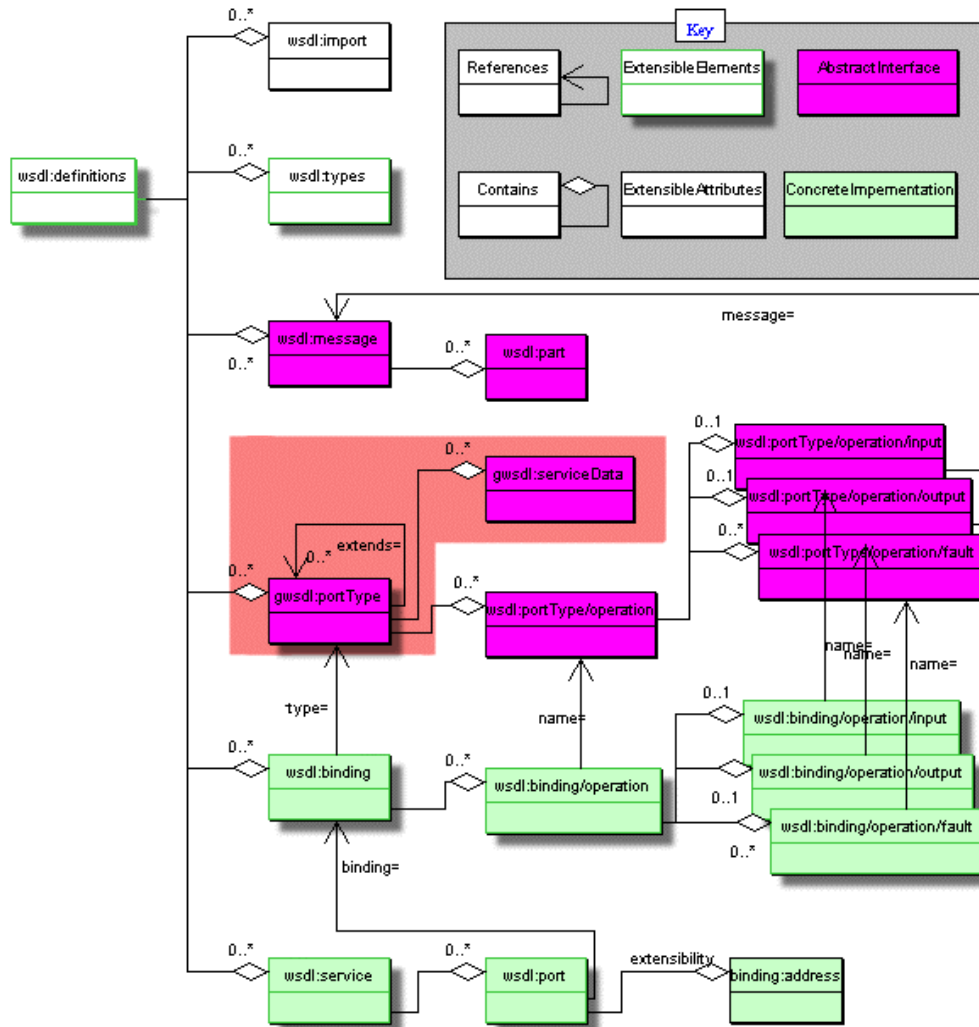 0..*
wsdl:import
Key
References
ExtensibleElements
AbstractInterface
wsdl:definitions
0..*
wsdl:types
Contains
ExtensibleAttributes
ConcreteImpementation
message=
wsdl:message
0..*
0..*
wsdl:part
0..1
wsdl:portType/operation/input
0..*
gwsdl:serviceData
0..1
wsdl:portType/operation/output
0..*
wsdl:portType/operation/fault
extends=
0..*
0..*
gwsdl:portType
0..*
wsdl:portType/operation
name=
name=
name=
type=
name=
0..1
wsdl:binding/operation/input
0..*
wsdl:binding
0..*
wsdl:binding/operation
wsdl:binding/operation/output
0..1
wsdl:binding/operation/fault
0..*
binding=
0..*
wsdl:service
0..*
wsdl:port
extensibility
binding:address